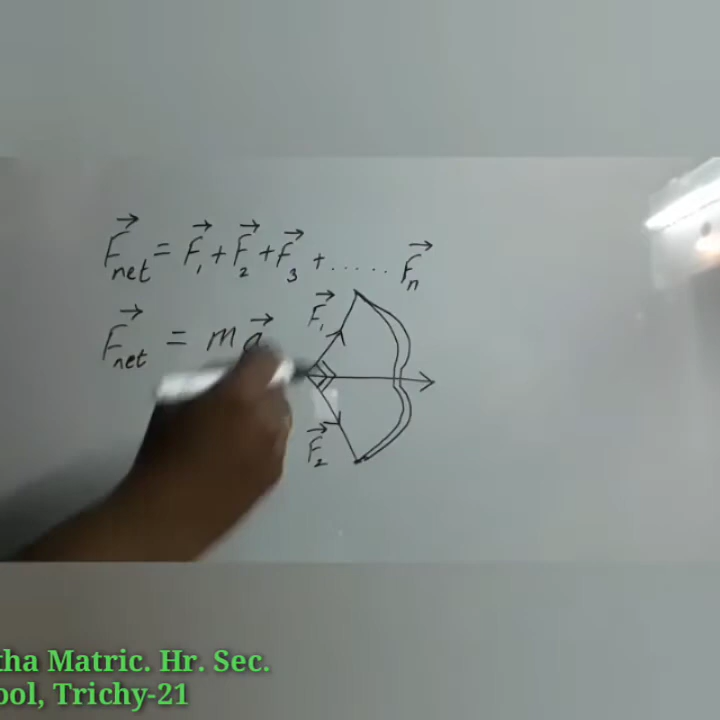 F⃗net = F⃗₁ + F⃗₂ + F⃗₃ + ...... F⃗n
F⃗net = m a⃗
F⃗₁
F⃗₂
tha Matric. Hr. Sec.
ool, Trichy-21